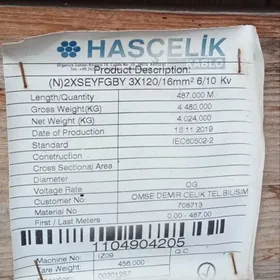 HASÇELİK
KABLO
Product Description:
(N)2XSEYFGBY 3X120/16mm² 6/10 Kv
Length/Quantity 487,000 M
Gross Weight(KG) 4.480,000
Net Weight (KG) 4.024,000
Date of Production 18.11.2019
Standard IEC60502-2
Construction
Cross Sectional Area
Diameter
Voltage Rate OG
Customer No OMSE DEMIR CELIK TEL BILISIM
Material No 706713
First / Last Meters 0,00- 487,00
1104904205
Machine No IZ09 Q.C
Tare Weight 456,000